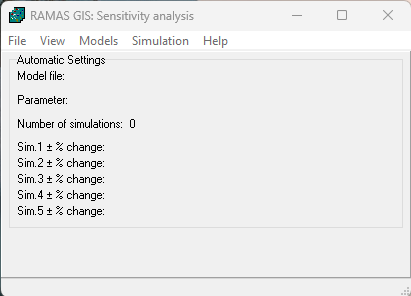 RAMAS GIS: Sensitivity analysis
File View Models Simulation Help
Automatic Settings
Model file:
Parameter:
Number of simulations: 0
Sim.1 ± % change:
Sim.2 ± % change:
Sim.3 ± % change:
Sim.4 ± % change:
Sim.5 ± % change: